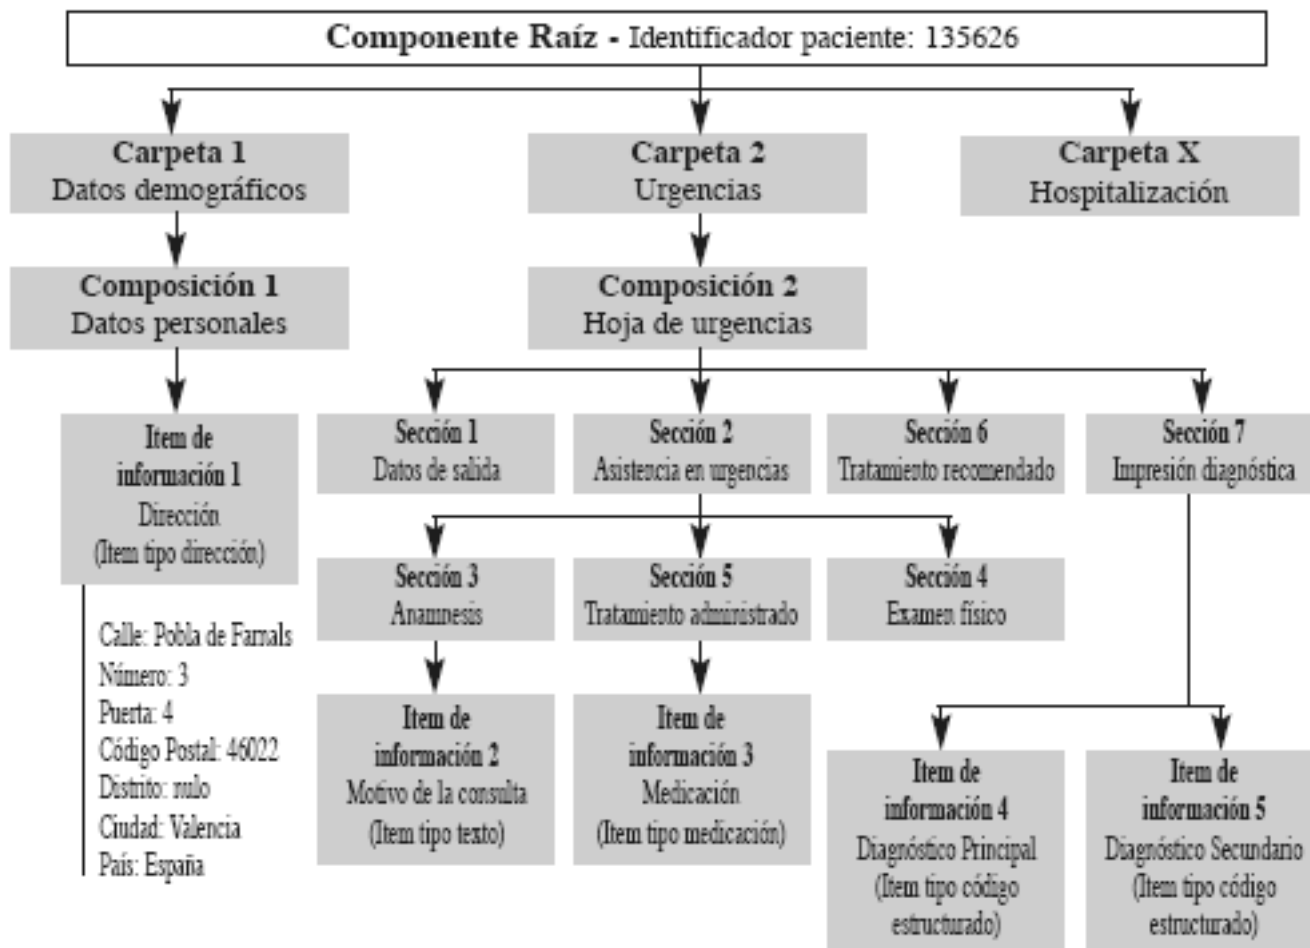 Componente Raíz - Identificador paciente: 135626
Carpeta 1
Datos demográficos
Carpeta 2
Urgencias
Carpeta X
Hospitalización
Composición 1
Datos personales
Composición 2
Hoja de urgencias
Item de
información 1
Dirección
(Item tipo dirección)
Sección 1
Datos de salida
Sección 2
Asistencia en urgencias
Sección 6
Tratamiento recomendado
Sección 7
Impresión diagnóstica
Sección 3
Anamnesis
Sección 5
Tratamiento administrado
Sección 4
Examen físico
Calle: Pobla de Farnals
Número: 3
Puerta: 4
Código Postal: 46022
Distrito: nulo
Ciudad: Valencia
País: España
Item de
información 2
Motivo de la consulta
(Item tipo texto)
Item de
información 3
Medicación
(Item tipo medicación)
Item de
información 4
Diagnóstico Principal
(Item tipo código
estructurado)
Item de
información 5
Diagnóstico Secundario
(Item tipo código
estructurado)